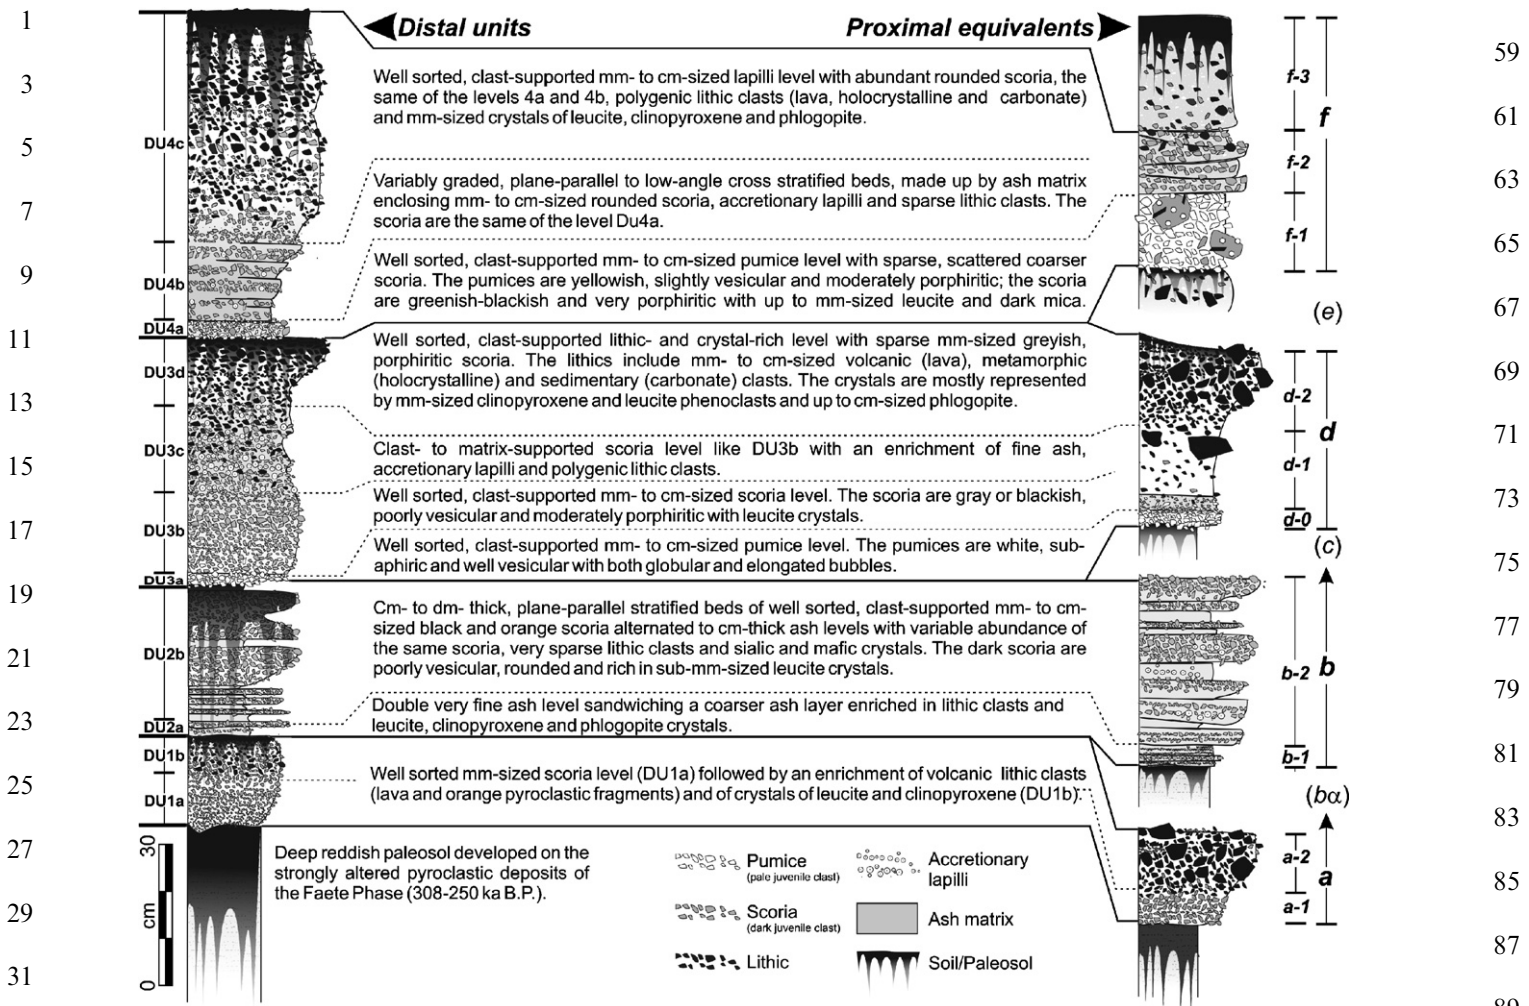 1
3
5
7
9
11
13
15
17
19
21
23
25
27
29
31
Distal units
Proximal equivalents
DU4c
DU4b
DU4a
DU3d
DU3c
DU3b
DU3a
DU2b
DU2a
DU1b
DU1a
Well sorted, clast-supported mm- to cm-sized lapilli level with abundant rounded scoria, the
same of the levels 4a and 4b, polygenic lithic clasts (lava, holocrystalline and carbonate)
and mm-sized crystals of leucite, clinopyroxene and phlogopite.
Variably graded, plane-parallel to low-angle cross stratified beds, made up by ash matrix
enclosing mm- to cm-sized rounded scoria, accretionary lapilli and sparse lithic clasts. The
scoria are the same of the level Du4a.
Well sorted, clast-supported mm- to cm-sized pumice level with sparse, scattered coarser
scoria. The pumices are yellowish, slightly vesicular and moderately porphiritic; the scoria
are greenish-blackish and very porphiritic with up to mm-sized leucite and dark mica.
Well sorted, clast-supported lithic- and crystal-rich level with sparse mm-sized greyish,
porphiritic scoria. The lithics include mm- to cm-sized volcanic (lava), metamorphic
(holocrystalline) and sedimentary (carbonate) clasts. The crystals are mostly represented
by mm-sized clinopyroxene and leucite phenoclasts and up to cm-sized phlogopite.
Clast- to matrix-supported scoria level like DU3b with an enrichment of fine ash,
accretionary lapilli and polygenic lithic clasts.
Well sorted, clast-supported mm- to cm-sized scoria level. The scoria are gray or blackish,
poorly vesicular and moderately porphiritic with leucite crystals.
Well sorted, clast-supported mm- to cm-sized pumice level. The pumices are white, sub-
aphiric and well vesicular with both globular and elongated bubbles.
Cm- to dm- thick, plane-parallel stratified beds of well sorted, clast-supported mm- to cm-
sized black and orange scoria alternated to cm-thick ash levels with variable abundance of
the same scoria, very sparse lithic clasts and sialic and mafic crystals. The dark scoria are
poorly vesicular, rounded and rich in sub-mm-sized leucite crystals.
Double very fine ash level sandwiching a coarser ash layer enriched in lithic clasts and
leucite, clinopyroxene and phlogopite crystals.
Well sorted mm-sized scoria level (DU1a) followed by an enrichment of volcanic lithic clasts
(lava and orange pyroclastic fragments) and of crystals of leucite and clinopyroxene (DU1b).
30
cm
0
Deep reddish paleosol developed on the
strongly altered pyroclastic deposits of
the Faete Phase (308-250 ka B.P.).
Pumice
(pale juvenile clast)
Scoria
(dark juvenile clast)
Lithic
Accretionary
lapilli
Ash matrix
Soil/Paleosol
f-3
f
f-2
f-1
(e)
d-2
d
d-1
d-0
(c)
b-2
b
b-1
(bα)
a-2
a
a-1
59
61
63
65
67
69
71
73
75
77
79
81
83
85
87